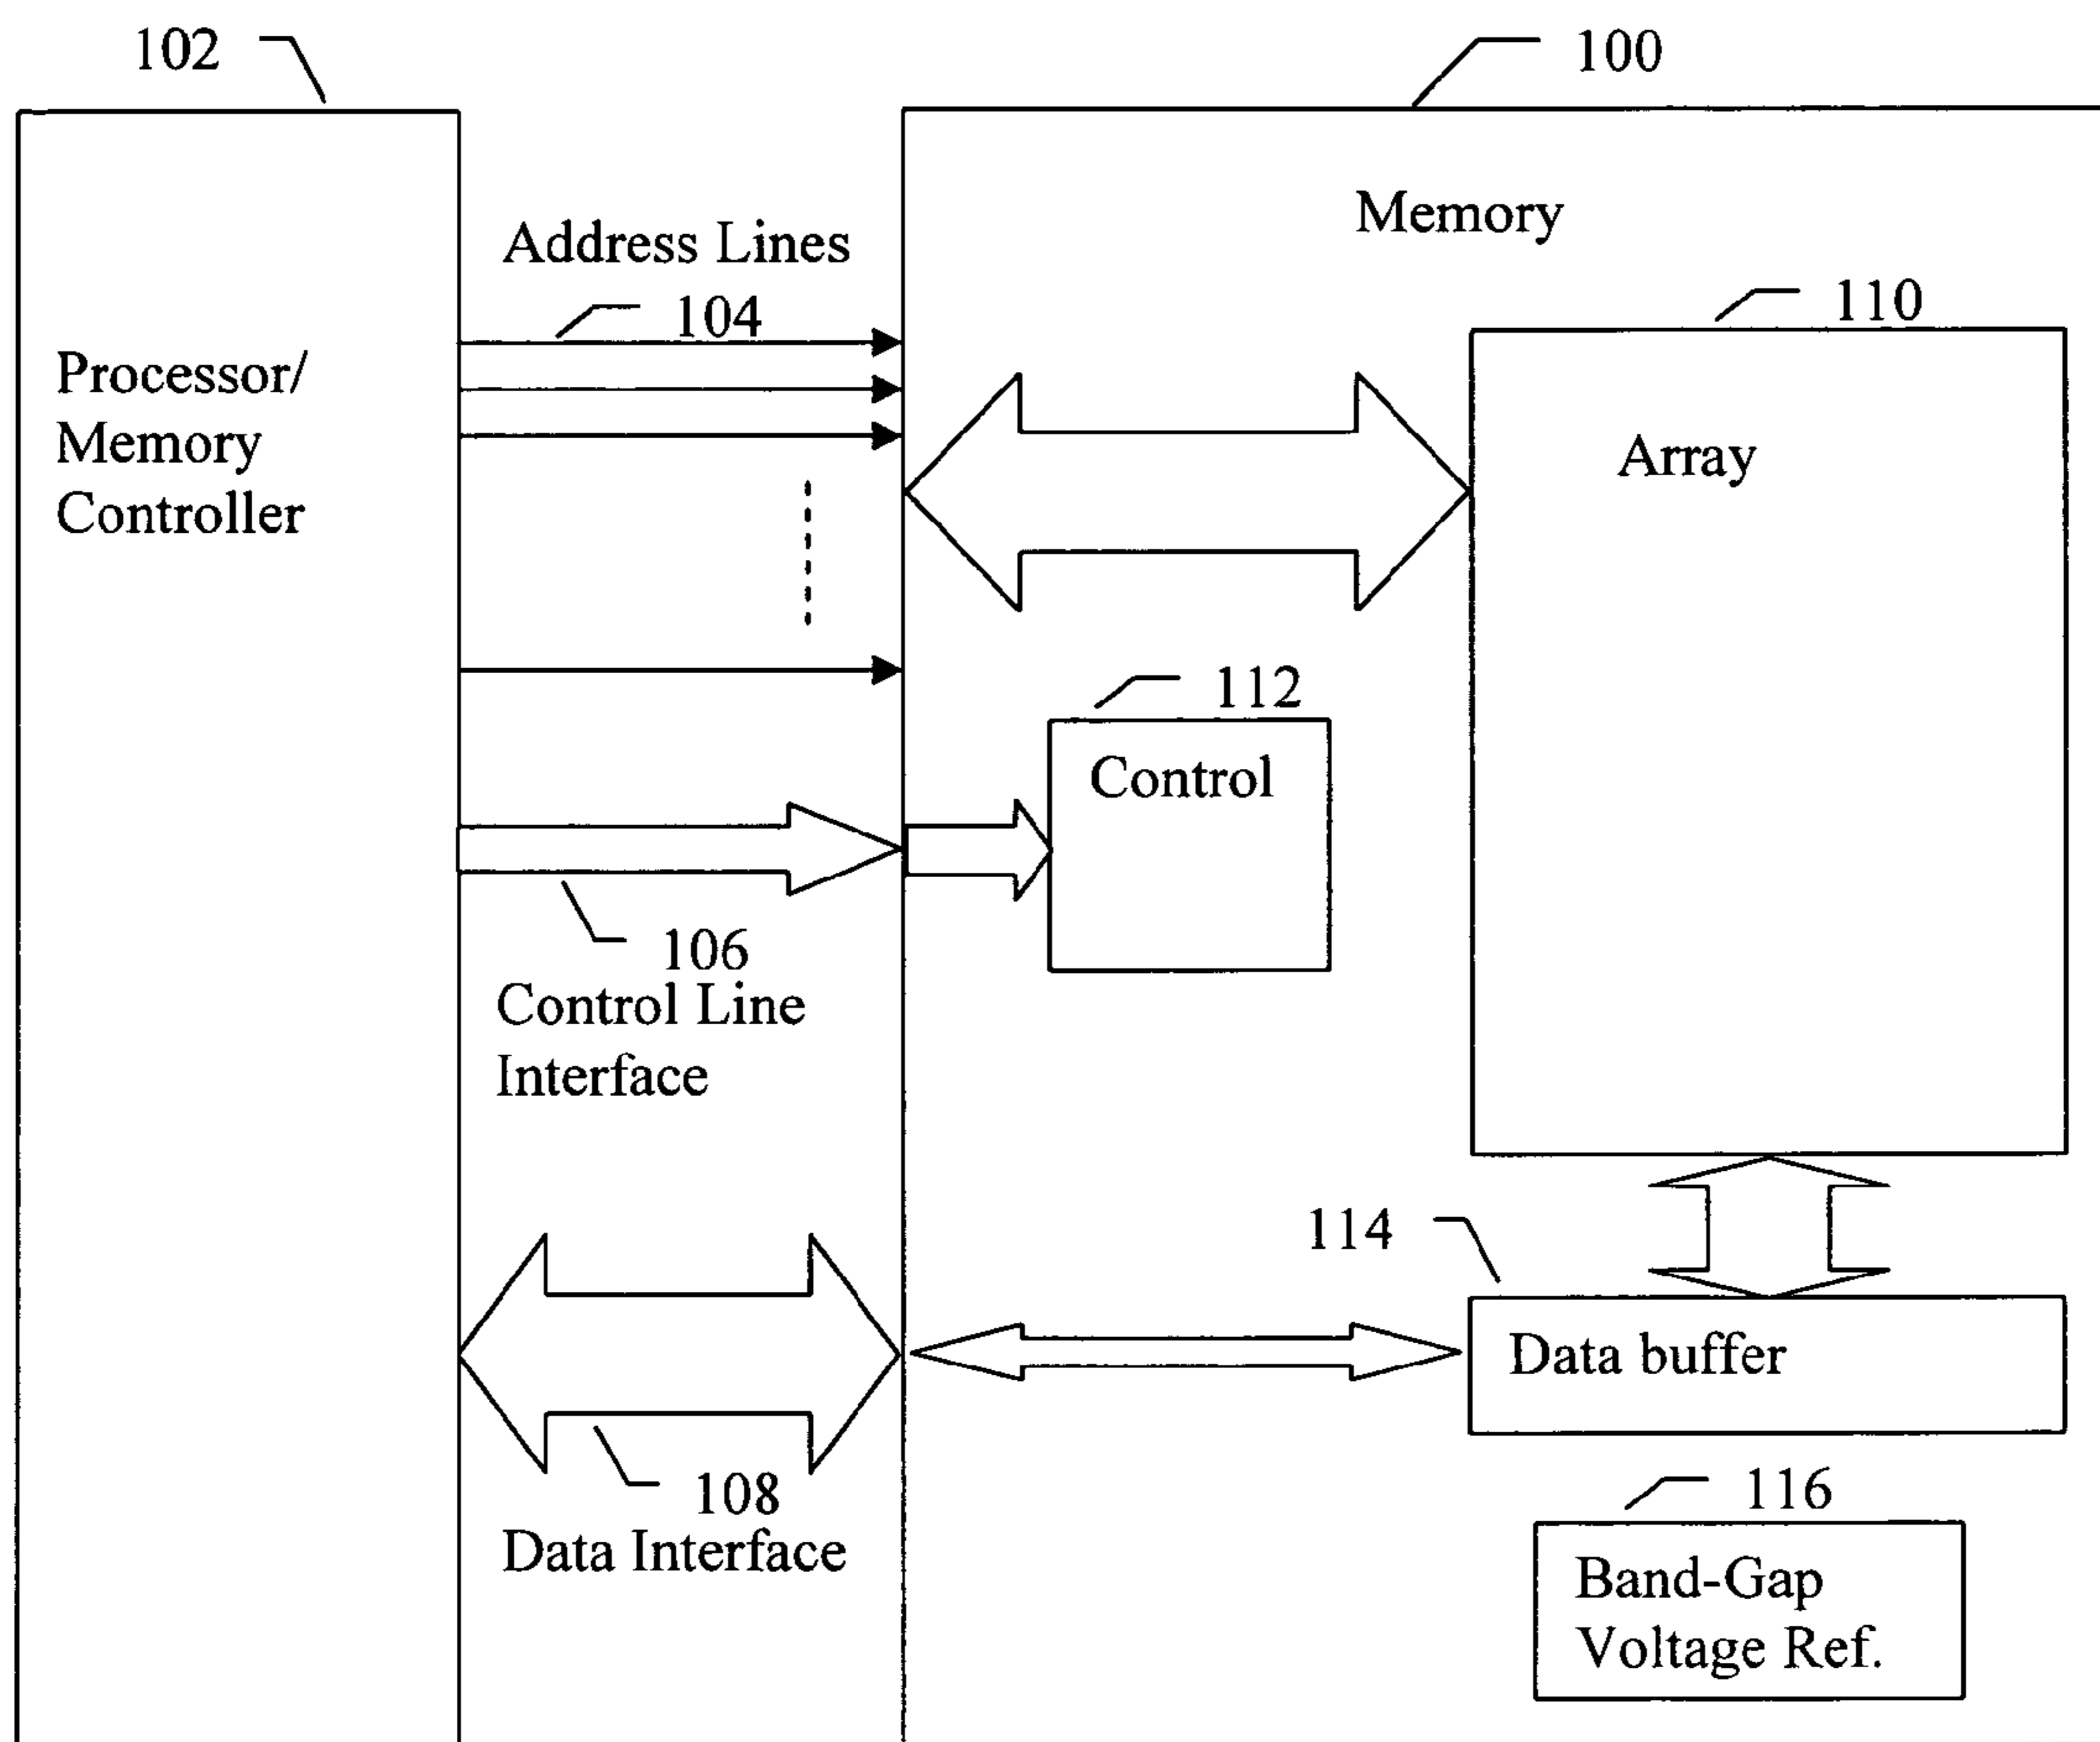 102
100
Memory
Address Lines
104
110
Processor/
Memory
Controller
Array
112
Control
106
Control Line
Interface
114
Data buffer
108
Data Interface
116
Band-Gap
Voltage Ref.